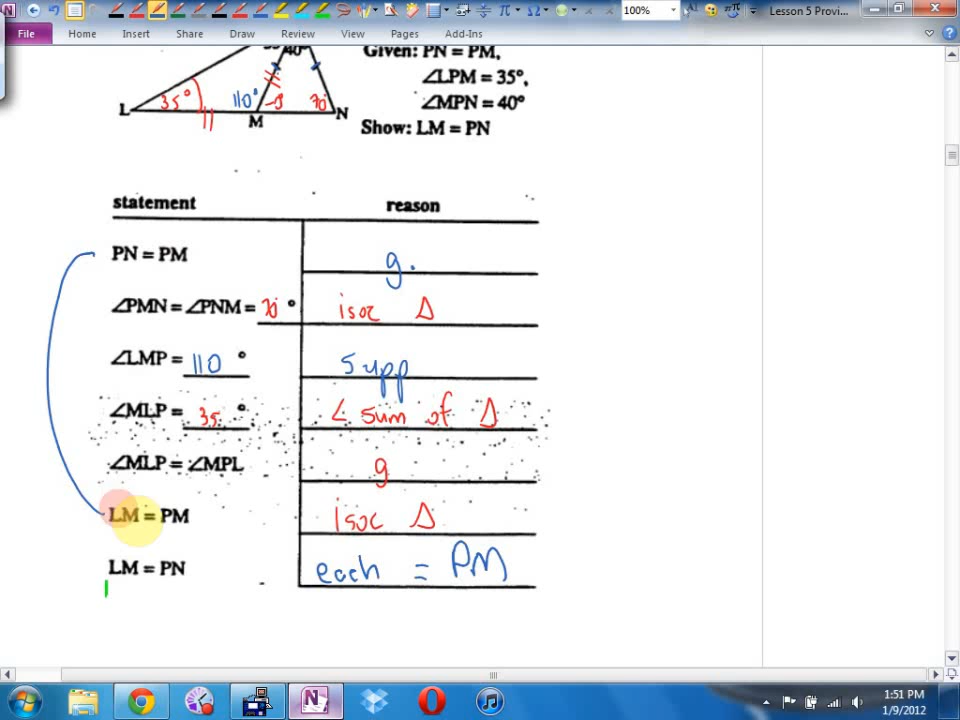 100%
Lesson 5 Provi...
File Home Insert Share Draw Review View Pages Add-Ins
40°
Given: PN = PM,
∠LPM = 35°,
∠MPN = 40°
Show: LM = PN
L 35° 110° 70 N
M
statement reason
PN = PM g.
∠PMN = ∠PNM = 70 ° isoc Δ
∠LMP = 110 ° Supp
∠MLP = 35 ° ∠ sum of Δ
∠MLP = ∠MPL g
LM = PM isoc Δ
LM = PN each = PM
1:51 PM
1/9/2012